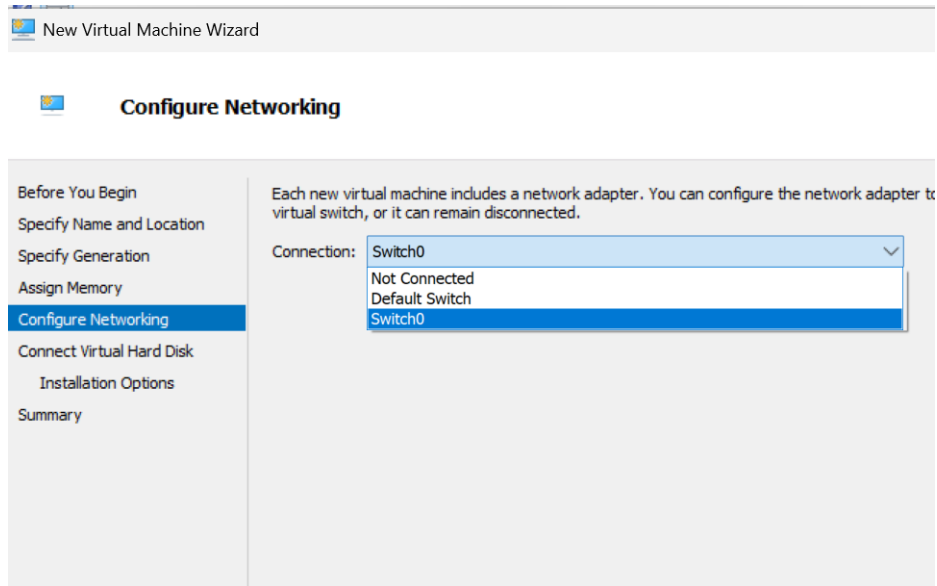 New Virtual Machine Wizard
Configure Networking
Before You Begin
Specify Name and Location
Specify Generation
Assign Memory
Configure Networking
Connect Virtual Hard Disk
Installation Options
Summary
Each new virtual machine includes a network adapter. You can configure the network adapter to
virtual switch, or it can remain disconnected.
Connection: Switch0
Not Connected
Default Switch
Switch0